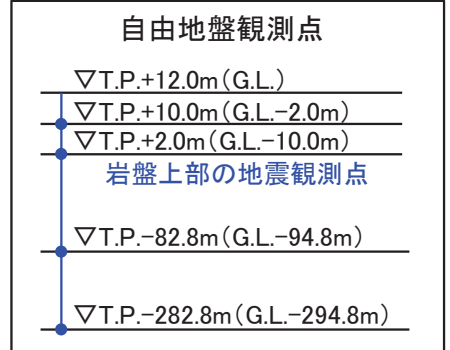 自由地盤観測点
▽T.P.+12.0m(G.L.)
▽T.P.+10.0m(G.L.-2.0m)
▽T.P.+2.0m(G.L.-10.0m)
岩盤上部の地震観測点
▽T.P.-82.8m(G.L.-94.8m)
▽T.P.-282.8m(G.L.-294.8m)